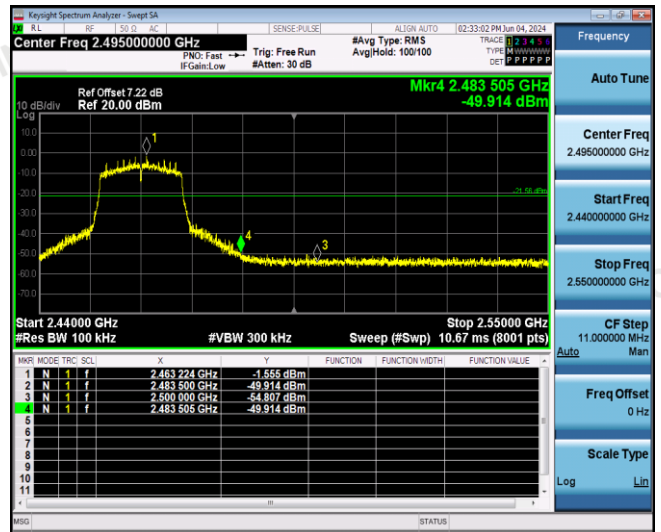 Keysight Spectrum Analyzer - Swept SA
RL RF 50 Ω AC SENSE:PULSE ALIGN AUTO 02:33:02 PM Jun 04, 2024
Center Freq 2.495000000 GHz
PNO: Fast
IFGain:Low
Trig: Free Run
#Atten: 30 dB
#Avg Type: RMS
Avg|Hold: 100/100
TRACE 1 2 3 4 5 6
TYPE M WWWWW
DET P P P P P P
Mkr4 2.483 505 GHz
-49.914 dBm
Ref Offset 7.22 dB
10 dB/div Ref 20.00 dBm
Log
10.0
0.00
-10.0
-20.0
-30.0
-40.0
-50.0
-60.0
-70.0
1
-21.56 dBm
4
3
Start 2.44000 GHz Stop 2.55000 GHz
#Res BW 100 kHz #VBW 300 kHz Sweep (#Swp) 10.67 ms (8001 pts)
MKR MODE TRC SCL X Y FUNCTION FUNCTION WIDTH FUNCTION VALUE
1 N 1 f 2.463 224 GHz -1.555 dBm
2 N 1 f 2.483 500 GHz -49.914 dBm
3 N 1 f 2.500 000 GHz -54.807 dBm
4 N 1 f 2.483 505 GHz -49.914 dBm
5
6
7
8
9
10
11
MSG STATUS
Frequency
Auto Tune
Center Freq
2.495000000 GHz
Start Freq
2.440000000 GHz
Stop Freq
2.550000000 GHz
CF Step
11.000000 MHz
Auto Man
Freq Offset
0 Hz
Scale Type
Log Lin